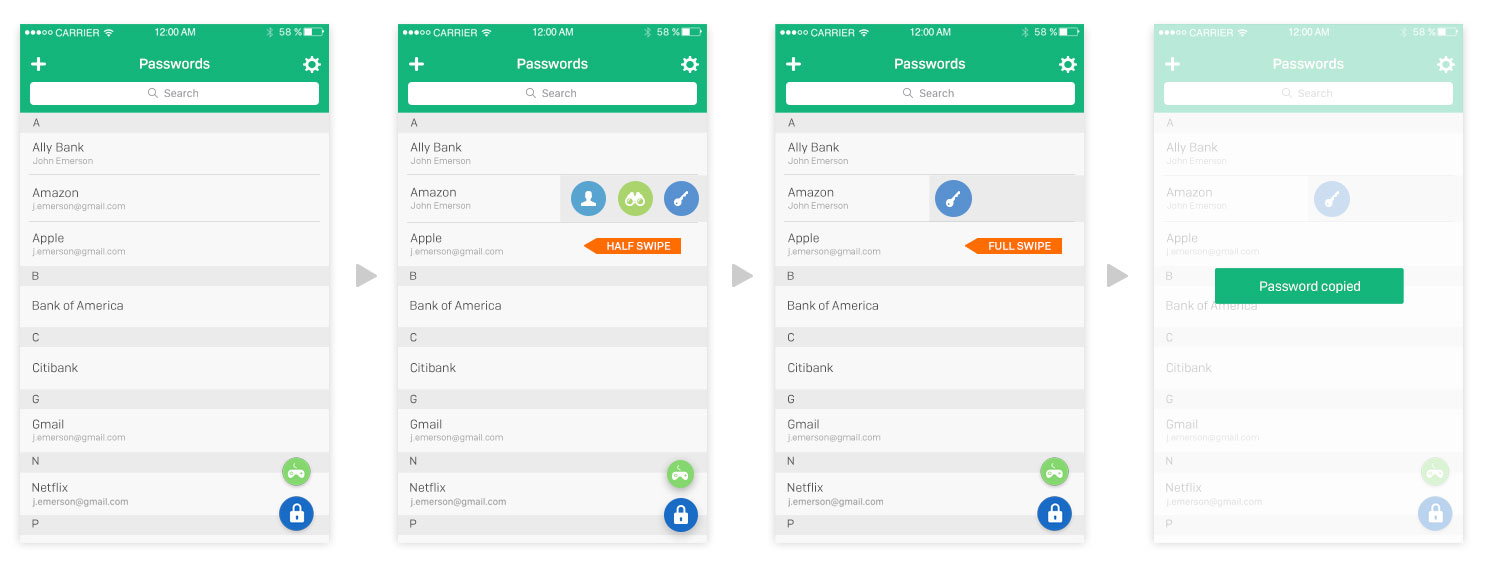 CARRIER 12:00 AM 58 %
Passwords
Search
A
Ally Bank
John Emerson
Amazon
j.emerson@gmail.com
Apple
j.emerson@gmail.com
B
Bank of America
C
Citibank
G
Gmail
j.emerson@gmail.com
N
Netflix
j.emerson@gmail.com
P
CARRIER 12:00 AM 58 %
Passwords
Search
A
Ally Bank
John Emerson
Amazon
John Emerson
Apple
j.emerson@gmail.com
HALF SWIPE
B
Bank of America
C
Citibank
G
Gmail
j.emerson@gmail.com
N
Netflix
j.emerson@gmail.com
P
CARRIER 12:00 AM 58 %
Passwords
Search
A
Ally Bank
John Emerson
Amazon
John Emerson
Apple
j.emerson@gmail.com
FULL SWIPE
B
Bank of America
C
Citibank
G
Gmail
j.emerson@gmail.com
N
Netflix
j.emerson@gmail.com
P
CARRIER 12:00 AM 58 %
Passwords
Search
A
Ally Bank
John Emerson
Amazon
John Emerson
Apple
j.emerson@gmail.com
B
Password copied
Bank of America
C
Citibank
G
Gmail
j.emerson@gmail.com
N
Netflix
j.emerson@gmail.com
P